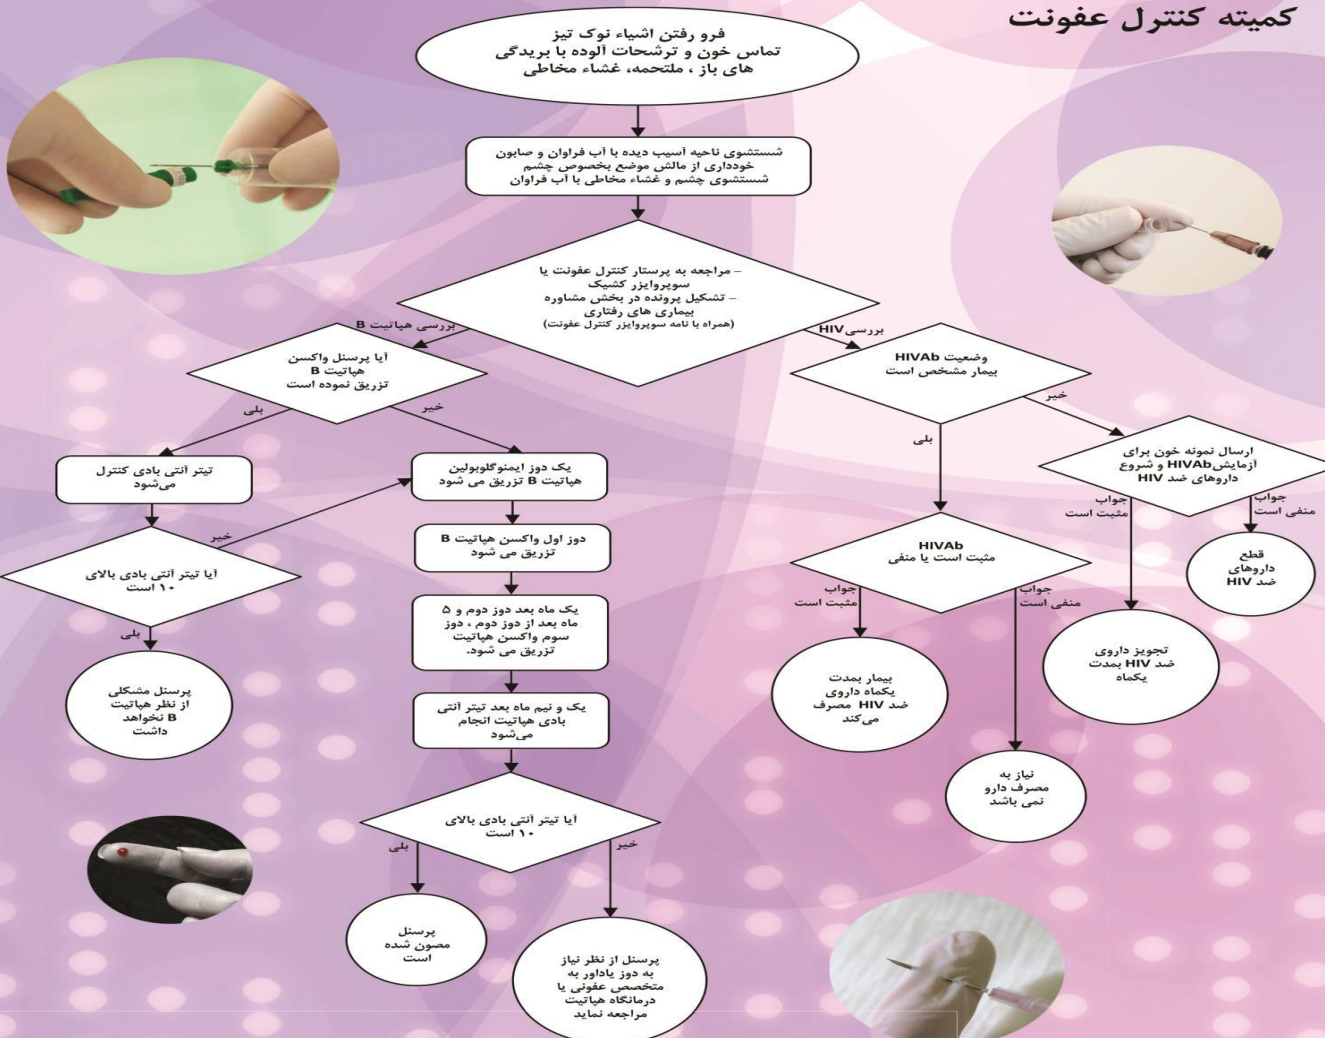 کمیته کنترل عفونت
فرو رفتن اشیاء نوک تیز
تماس خون و ترشحات آلوده با بریدگی
های باز ، ملتحمه، غشاء مخاطی
شستشوی ناحیه آسیب دیده با آب فراوان و صابون
خودداری از مالش موضع بخصوص چشم
شستشوی چشم و غشاء مخاطی با آب فراوان
– مراجعه به پرستار کنترل عفونت یا
سوپروایزر کشیک
– تشکیل پرونده در بخش مشاوره
بیماری های رفتاری
(همراه با نامه سوپروایزر کنترل عفونت)
بررسی HIV
بررسی هپاتیت B
وضعیت HIVAb
بیمار مشخص است
خیر
بلی
ارسال نمونه خون برای
آزمایش HIVAb و شروع
داروهای ضد HIV
جواب
منفی است
جواب
مثبت است
قطع
داروهای
ضد HIV
تجویز داروی
ضد HIV بمدت
یکماه
HIVAb
مثبت است یا منفی
جواب
منفی است
جواب
مثبت است
نیاز به
مصرف دارو
نمی باشد
بیمار بمدت
یکماه داروی
ضد HIV مصرف
می‌کند
آیا پرسنل واکسن
هپاتیت B
تزریق نموده است
خیر
بلی
یک دوز ایمنوگلوبولین
هپاتیت B تزریق می شود
دوز اول واکسن هپاتیت B
تزریق می شود
یک ماه بعد دوز دوم و ۵
ماه بعد از دوز دوم ، دوز
سوم واکسن هپاتیت
تزریق می شود.
یک و نیم ماه بعد تیتر آنتی
بادی هپاتیت انجام
می‌شود
آیا تیتر آنتی بادی بالای
۱۰ است
خیر
بلی
پرسنل از نظر نیاز
به دوز یادآور به
متخصص عفونی یا
درمانگاه هپاتیت
مراجعه نماید
پرسنل
مصون شده
است
تیتر آنتی بادی کنترل
می‌شود
آیا تیتر آنتی بادی بالای
۱۰ است
خیر
بلی
پرسنل مشکلی
از نظر هپاتیت
B نخواهد
داشت